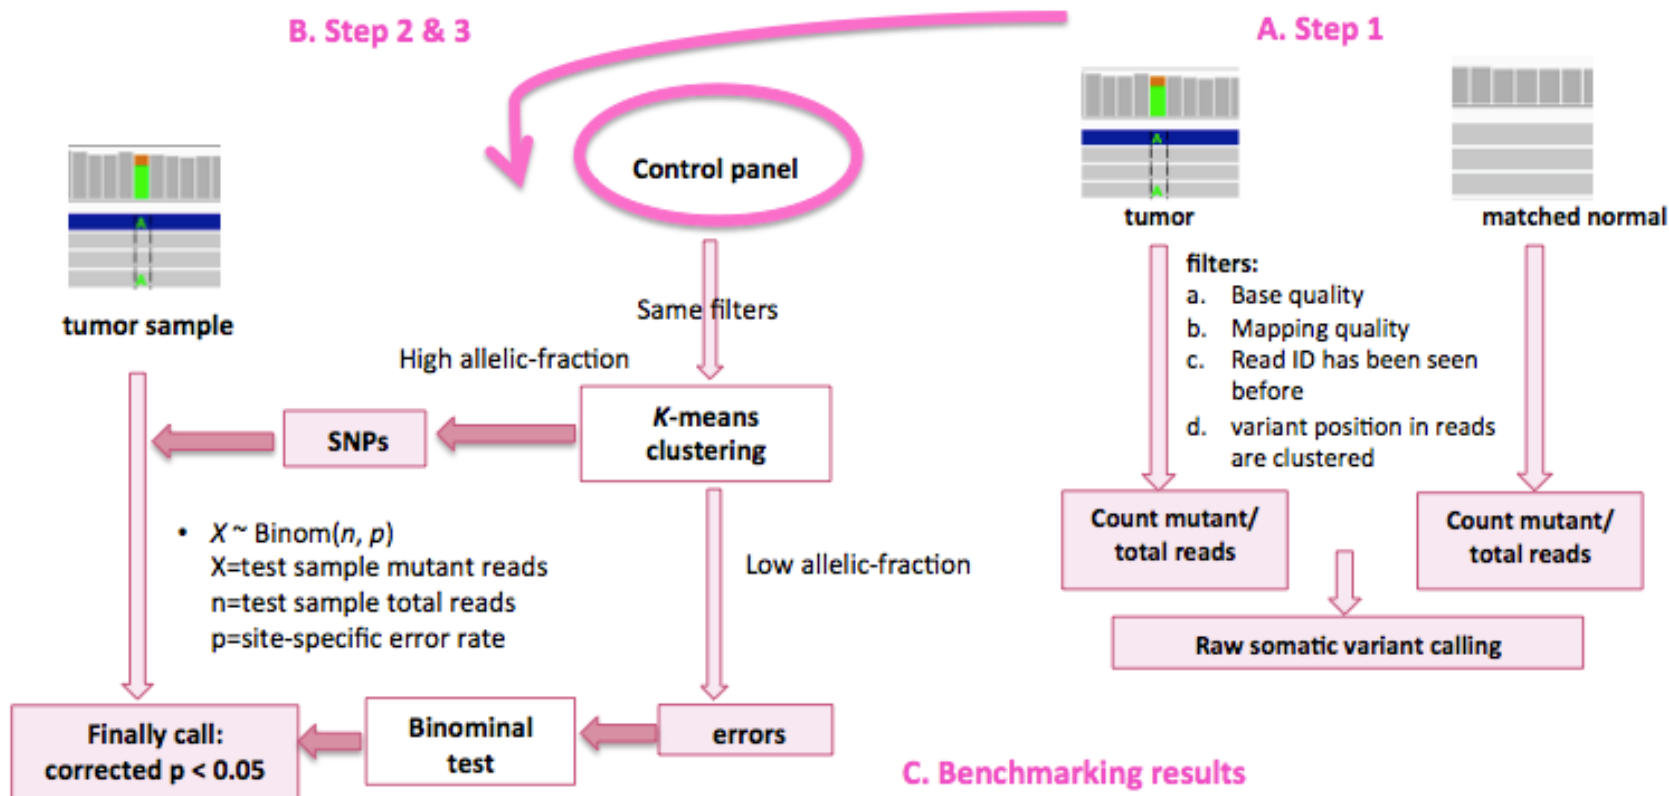 B. Step 2 & 3
A. Step 1
Control panel
A
A
tumor sample
A
A
tumor
matched normal
filters:
a. Base quality
b. Mapping quality
c. Read ID has been seen
before
d. variant position in reads
are clustered
Same filters
High allelic-fraction
K-means
clustering
SNPs
• X ~ Binom(n, p)
X=test sample mutant reads
n=test sample total reads
p=site-specific error rate
Low allelic-fraction
Count mutant/
total reads
Count mutant/
total reads
Raw somatic variant calling
Finally call:
corrected p < 0.05
Binominal
test
errors
C. Benchmarking results